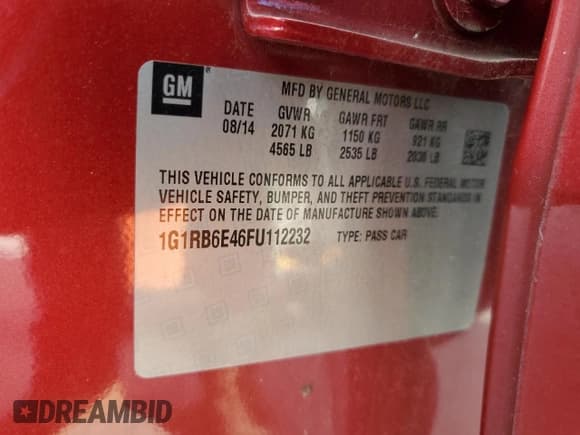 GM ®
MFD BY GENERAL MOTORS LLC
DATE GVWR GAWR FRT GAWR RR
08/14 2071 KG 1150 KG 921 KG
4565 LB 2535 LB 2030 LB
THIS VEHICLE CONFORMS TO ALL APPLICABLE U.S. FEDERAL MOTOR
VEHICLE SAFETY, BUMPER, AND THEFT PREVENTION STANDARDS IN
EFFECT ON THE DATE OF MANUFACTURE SHOWN ABOVE.
1G1RB6E46FU112232 TYPE: PASS CAR
DREAMBID